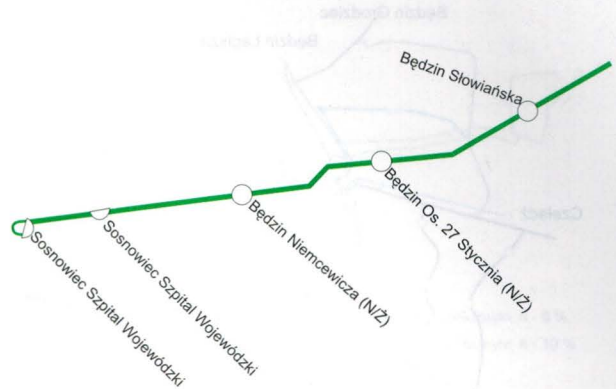 Będzin Słowiańska
Będzin Os. 27 Stycznia (N/Ż)
Będzin Niemcewicza (N/Ż)
Sosnowiec Szpital Wojewódzki
Sosnowiec Szpital Wojewódzki